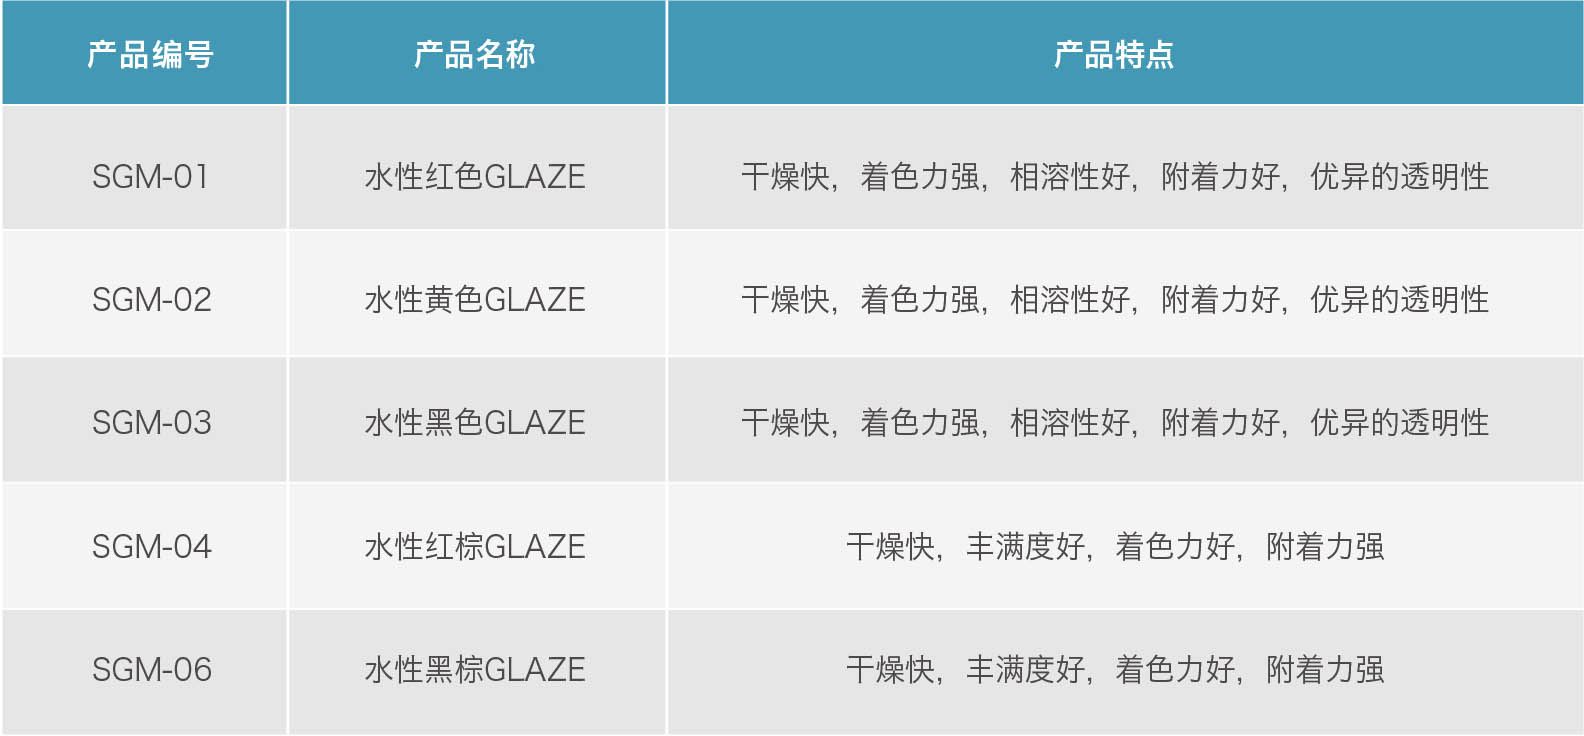 产品编号 产品名称 产品特点
SGM-01 水性红色GLAZE 干燥快，着色力强，相溶性好，附着力好，优异的透明性
SGM-02 水性黄色GLAZE 干燥快，着色力强，相溶性好，附着力好，优异的透明性
SGM-03 水性黑色GLAZE 干燥快，着色力强，相溶性好，附着力好，优异的透明性
SGM-04 水性红棕GLAZE 干燥快，丰满度好，着色力好，附着力强
SGM-06 水性黑棕GLAZE 干燥快，丰满度好，着色力好，附着力强